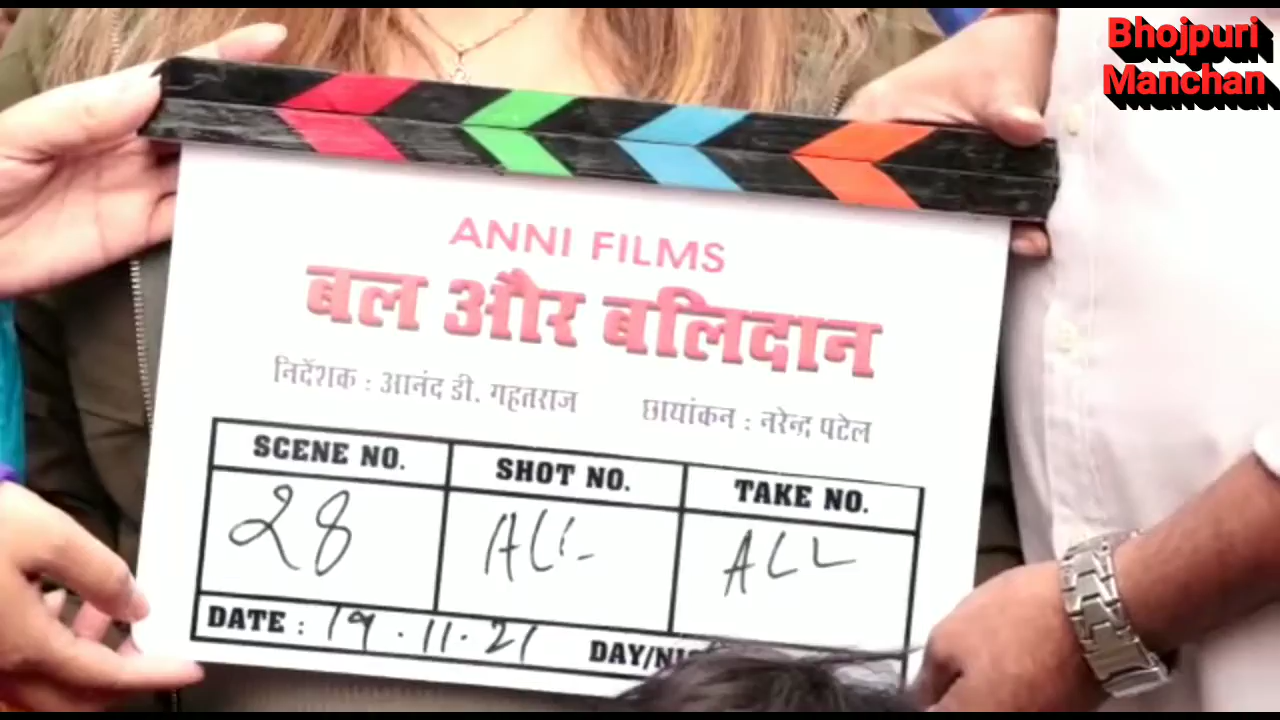 Bhojpuri
Manchan
ANNI FILMS
बल और बलिदान
निर्देशक : आनंद डी. गहतराज छायांकन : नरेन्द्र पटेल
SCENE NO. SHOT NO. TAKE NO.
28 ALL ALL
DATE : 19.11.21 DAY/